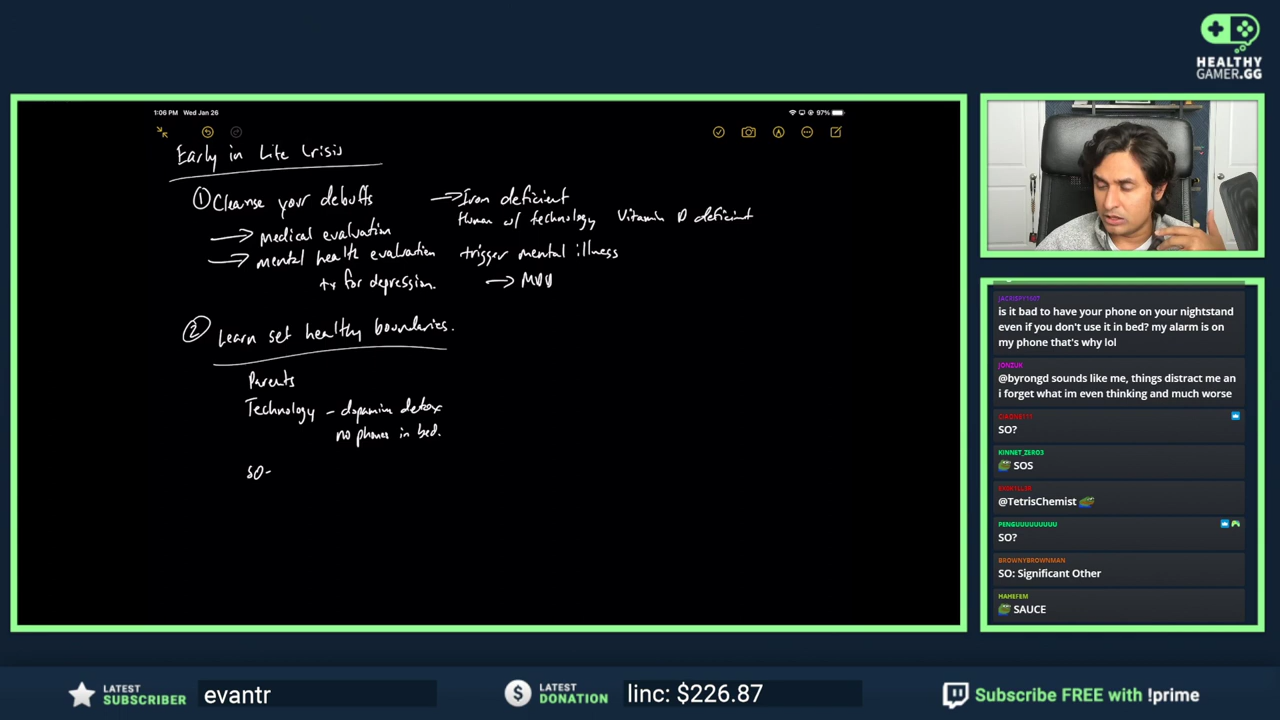 HEALTHY
GAMER.GG
1:06 PM Wed Jan 26
97%
Early in Life Crisis
① Cleanse your debuffs
→ Iron deficient
Human w/ technology Vitamin D deficient
→ medical evaluation
→ mental health evaluation
trigger mental illness
tx for depression.
→ MDD
② Learn set healthy boundaries.
Parents
Technology - dopamine detox
no phones in bed.
SO-
JACRISPY1607
is it bad to have your phone on your nightstand
even if you don't use it in bed? my alarm is on
my phone that's why lol
JONZUK
@byrongd sounds like me, things distract me an
i forget what im even thinking and much worse
SO?
KINNET_ZERO3
SOS
@TetrisChemist
PENGUUUUUUUUU
SO?
BROWNYBROWNMAN
SO: Significant Other
HAHEFEM
SAUCE
LATEST
SUBSCRIBER
evantr
LATEST
DONATION
linc: $226.87
Subscribe FREE with !prime